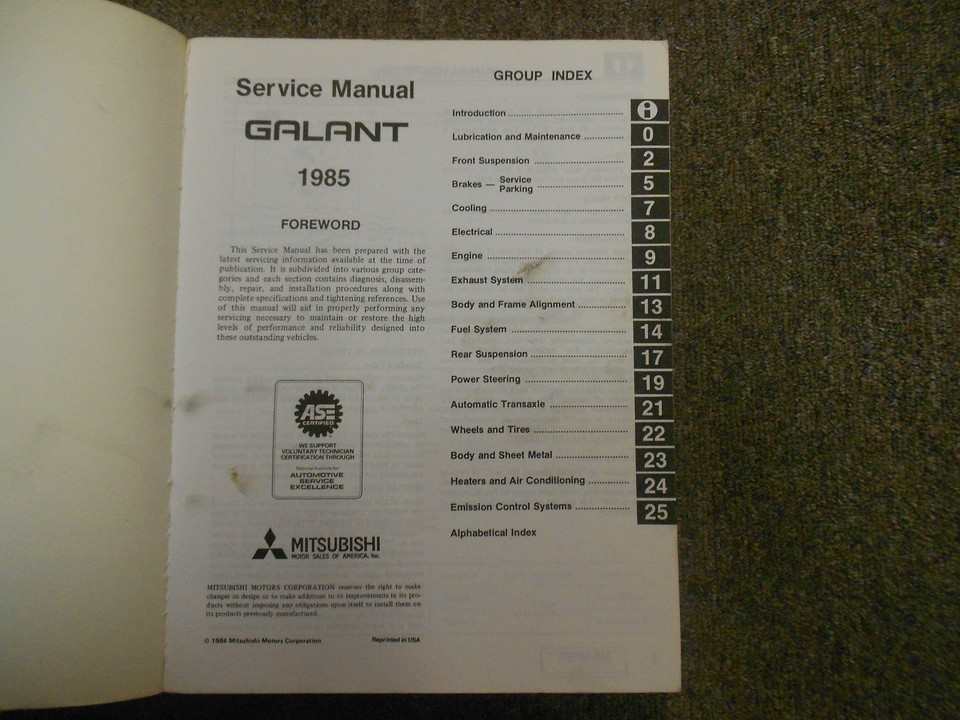 Service Manual
GALANT
1985
FOREWORD
This Service Manual has been prepared with the
latest servicing information available at the time of
publication. It is subdivided into various group cate-
gories and each section contains diagnosis, disassem-
bly, repair, and installation procedures along with
complete specifications and tightening references. Use
of this manual will aid in properly performing any
servicing necessary to maintain or restore the high
levels of performance and reliability designed into
these outstanding vehicles.
ASE
CERTIFIED
WE SUPPORT
VOLUNTARY TECHNICIAN
CERTIFICATION THROUGH
National Institute for
AUTOMOTIVE
SERVICE
EXCELLENCE
MITSUBISHI
MOTOR SALES OF AMERICA, Inc.
MITSUBISHI MOTORS CORPORATION reserves the right to make
changes in design or to make additions to or improvements in its pro-
ducts without imposing any obligations upon itself to install them on
its products previously manufactured.
© 1984 Mitsubishi Motors Corporation Reprinted in USA
GROUP INDEX
Introduction ........ i
Lubrication and Maintenance ........ 0
Front Suspension ........ 2
Brakes — Service
Parking ........ 5
Cooling ........ 7
Electrical ........ 8
Engine ........ 9
Exhaust System ........ 11
Body and Frame Alignment ........ 13
Fuel System ........ 14
Rear Suspension ........ 17
Power Steering ........ 19
Automatic Transaxle ........ 21
Wheels and Tires ........ 22
Body and Sheet Metal ........ 23
Heaters and Air Conditioning ........ 24
Emission Control Systems ........ 25
Alphabetical Index